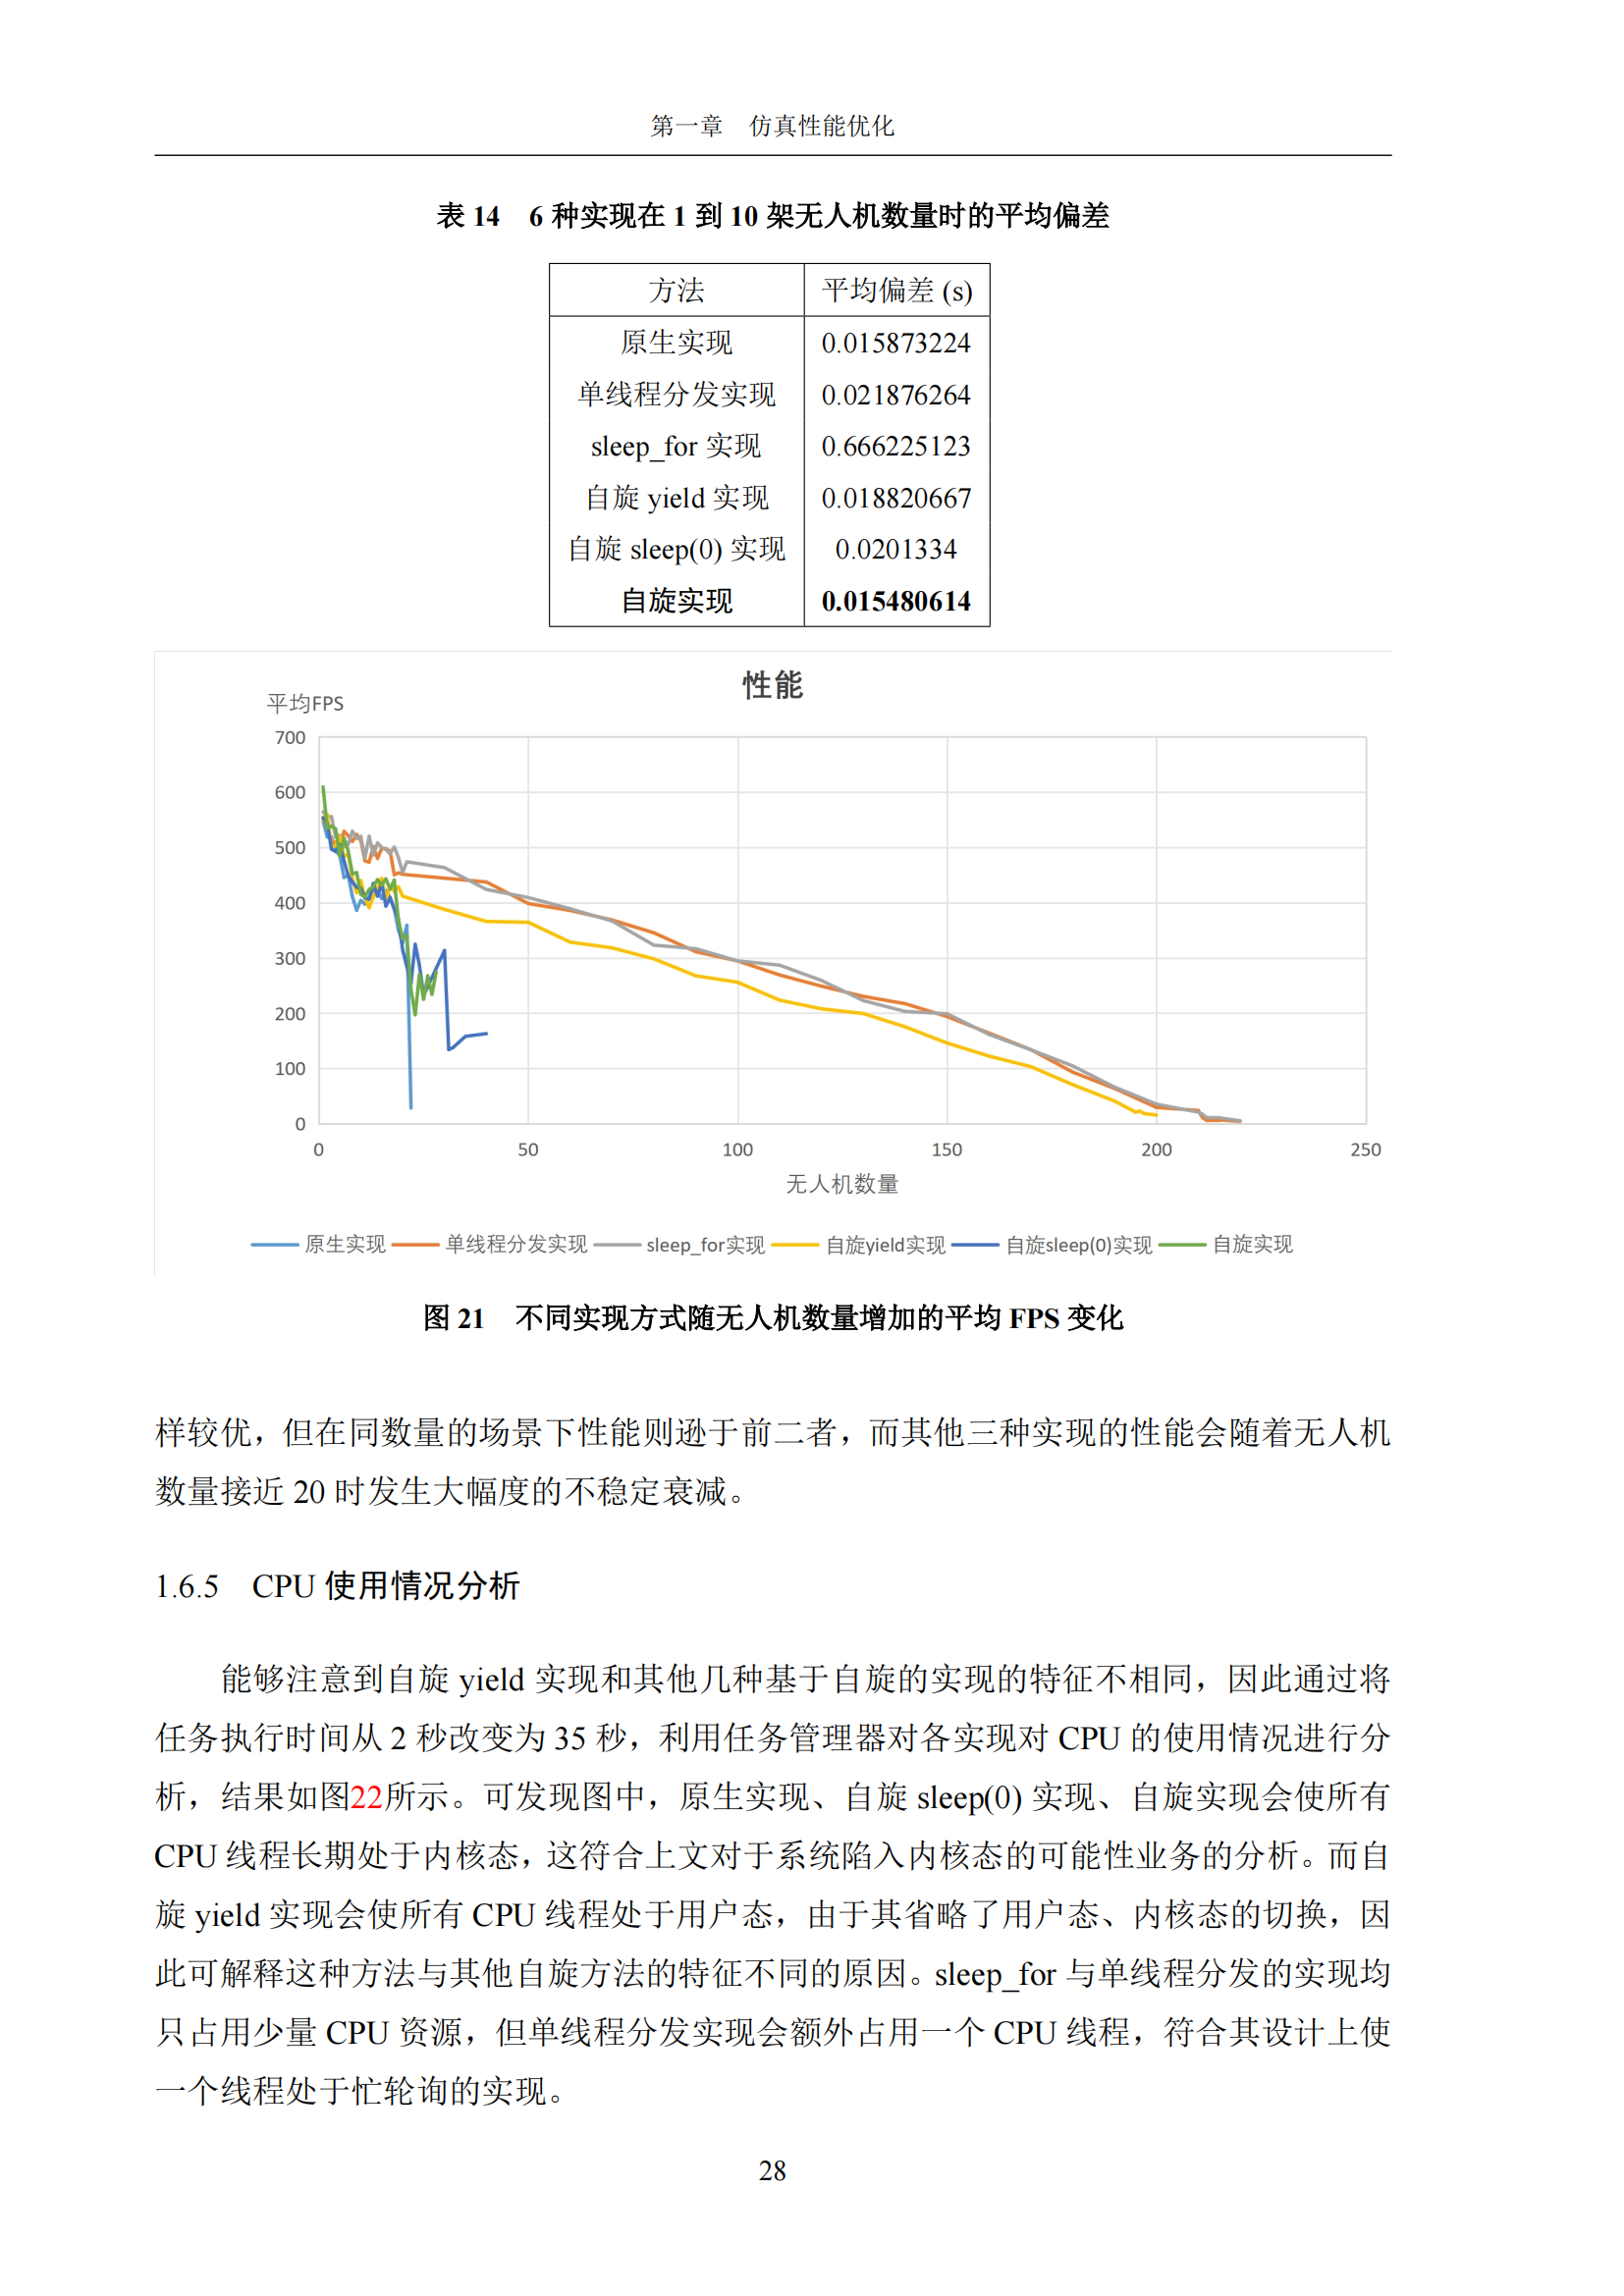 第一章 仿真性能优化
表 14 6 种实现在 1 到 10 架无人机数量时的平均偏差
方法 平均偏差 (s)
原生实现 0.015873224
单线程分发实现 0.021876264
sleep_for 实现 0.666225123
自旋 yield 实现 0.018820667
自旋 sleep(0) 实现 0.0201334
自旋实现 0.015480614
性能
平均FPS
700
600
500
400
300
200
100
0
0 50 100 150 200 250
无人机数量
原生实现 单线程分发实现 sleep_for实现 自旋yield实现 自旋sleep(0)实现 自旋实现
图 21 不同实现方式随无人机数量增加的平均 FPS 变化
样较优，但在同数量的场景下性能则逊于前二者，而其他三种实现的性能会随着无人机
数量接近 20 时发生大幅度的不稳定衰减。
1.6.5 CPU 使用情况分析
能够注意到自旋 yield 实现和其他几种基于自旋的实现的特征不相同，因此通过将
任务执行时间从 2 秒改变为 35 秒，利用任务管理器对各实现对 CPU 的使用情况进行分
析，结果如图22所示。可发现图中，原生实现、自旋 sleep(0) 实现、自旋实现会使所有
CPU 线程长期处于内核态，这符合上文对于系统陷入内核态的可能性业务的分析。而自
旋 yield 实现会使所有 CPU 线程处于用户态，由于其省略了用户态、内核态的切换，因
此可解释这种方法与其他自旋方法的特征不同的原因。sleep_for 与单线程分发的实现均
只占用少量 CPU 资源，但单线程分发实现会额外占用一个 CPU 线程，符合其设计上使
一个线程处于忙轮询的实现。
28